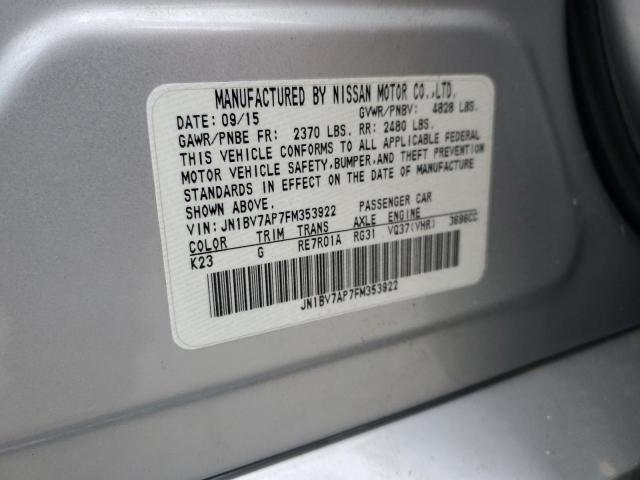 MANUFACTURED BY NISSAN MOTOR CO.,LTD.
DATE: 09/15 GVWR/PNBV: 4828 LBS.
GAWR/PNBE FR: 2370 LBS. RR: 2480 LBS.
THIS VEHICLE CONFORMS TO ALL APPLICABLE FEDERAL
MOTOR VEHICLE SAFETY, BUMPER, AND THEFT PREVENTION
STANDARDS IN EFFECT ON THE DATE OF MANUFACTURE
SHOWN ABOVE.
VIN: JN1BV7AP7FM353922 PASSENGER CAR
COLOR TRIM TRANS AXLE ENGINE
K23 G RE7R01A RG31 VQ37(VHR) 3696CC
JN1BV7AP7FM353922